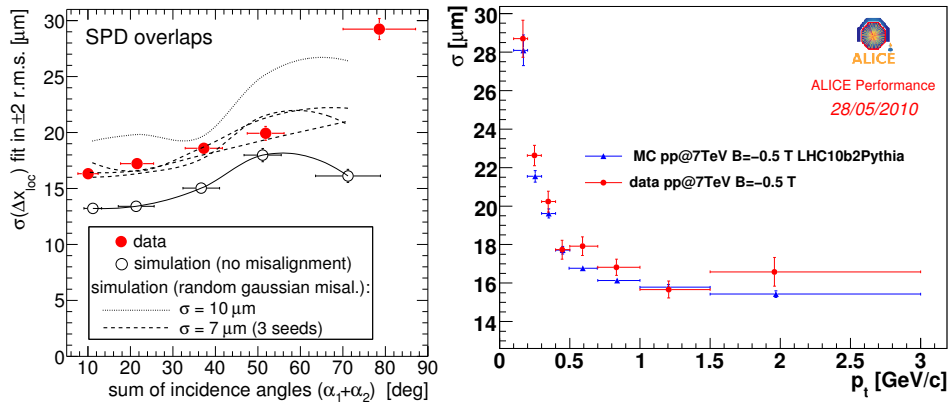 SPD overlaps
σ(Δx_loc) fit in ±2 r.m.s. [μm]
30
25
20
15
10
5
0
data
simulation (no misalignment)
simulation (random gaussian misal.):
σ = 10 μm
σ = 7 μm (3 seeds)
10 20 30 40 50 60 70 80 90
sum of incidence angles (α₁+α₂) [deg]
σ [μm]
30
28
26
24
22
20
18
16
14
ALICE
ALICE Performance
28/05/2010
MC pp@7TeV B=−0.5 T LHC10b2Pythia
data pp@7TeV B=−0.5 T
0 0.5 1 1.5 2 2.5 3
p_t [GeV/c]